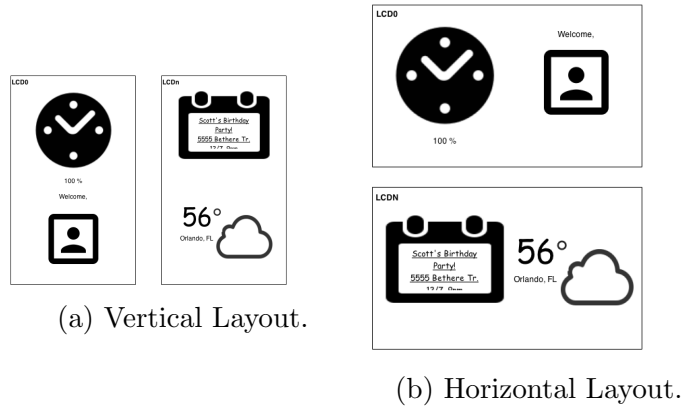 LCD0
100 %
Welcome,
LCDn
Scott's Birthday
Party!
5555 Bethere Tr.
56°
Orlando, FL
(a) Vertical Layout.
LCD0
Welcome,
100 %
LCDN
Scott's Birthday
Party!
5555 Bethere Tr.
56°
Orlando, FL
(b) Horizontal Layout.